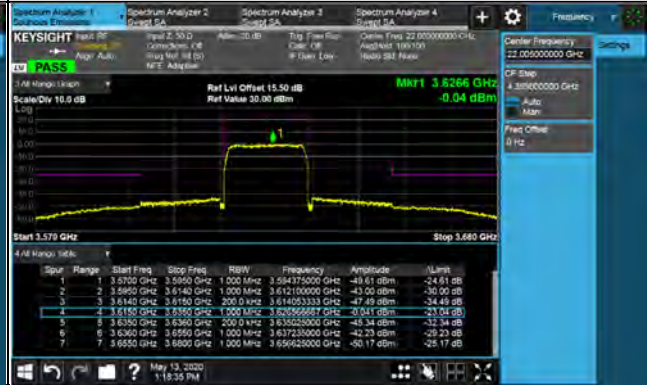 Spectrum Analyzer 1
Spurious Emissions
Spectrum Analyzer 2
Swept SA
Spectrum Analyzer 3
Swept SA
Spectrum Analyzer 4
Swept SA
Frequency
KEYSIGHT
Input: RF
Align: Auto
Input Z: 50 Ω
Corrections: Off
Freq Ref: Int (S)
NFE: Adaptive
Atten: 20 dB
Trig: Free Run
Gate: Off
IF Gain: Low
Center Freq: 22.005000000 GHz
Avg|Hold: 100/100
Radio Std: None
PASS
Center Frequency
22.005000000 GHz
Settings
CF Step
Auto
Man
Freq Offset
0 Hz
Scale/Div 10.0 dB
Ref Lvl Offset 15.50 dB
Ref Value 30.00 dBm
Mkr1 3.6266 GHz
-0.04 dBm
Log
1
Start 3.570 GHz
Stop 3.680 GHz
Spur Range Start Freq Stop Freq RBW Frequency Amplitude ΔLimit
1 1 3.5700 GHz 3.5950 GHz 1.000 MHz 3.594375000 GHz -49.61 dBm -24.61 dB
2 2 3.5950 GHz 3.6140 GHz 1.000 MHz 3.612100000 GHz -43.00 dBm -30.00 dB
3 3 3.6140 GHz 3.6150 GHz 200.0 kHz 3.614053333 GHz -47.49 dBm -34.49 dB
4 4 3.6150 GHz 3.6350 GHz 1.000 MHz 3.626566667 GHz -0.041 dBm -23.04 dB
5 5 3.6350 GHz 3.6360 GHz 200.0 kHz 3.635025000 GHz -45.34 dBm -32.34 dB
6 6 3.6360 GHz 3.6550 GHz 1.000 MHz 3.637235000 GHz -42.23 dBm -29.23 dB
7 7 3.6550 GHz 3.6800 GHz 1.000 MHz 3.656625000 GHz -50.17 dBm -25.17 dB
May 13, 2020
1:18:35 PM